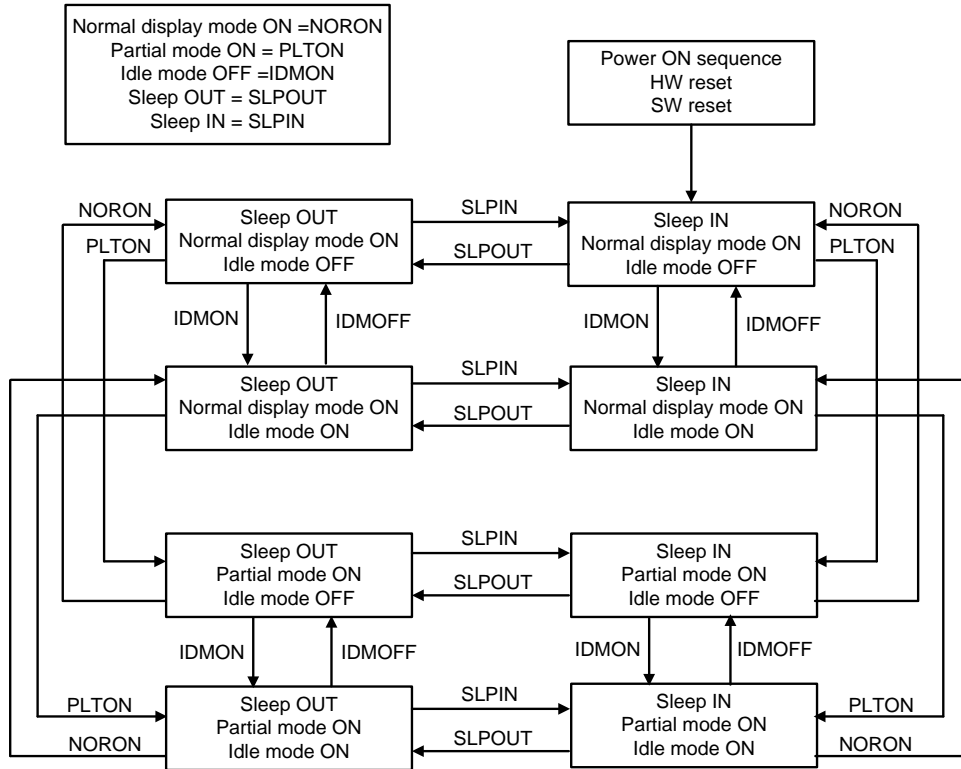 Normal display mode ON =NORON
Partial mode ON = PLTON
Idle mode OFF =IDMON
Sleep OUT = SLPOUT
Sleep IN = SLPIN
Power ON sequence
HW reset
SW reset
NORON
PLTON
Sleep OUT
Normal display mode ON
Idle mode OFF
SLPIN
SLPOUT
Sleep IN
Normal display mode ON
Idle mode OFF
NORON
PLTON
IDMON
IDMOFF
IDMON
IDMOFF
Sleep OUT
Normal display mode ON
Idle mode ON
SLPIN
SLPOUT
Sleep IN
Normal display mode ON
Idle mode ON
Sleep OUT
Partial mode ON
Idle mode OFF
SLPIN
SLPOUT
Sleep IN
Partial mode ON
Idle mode OFF
IDMON
IDMOFF
IDMON
IDMOFF
PLTON
NORON
Sleep OUT
Partial mode ON
Idle mode ON
SLPIN
SLPOUT
Sleep IN
Partial mode ON
Idle mode ON
PLTON
NORON